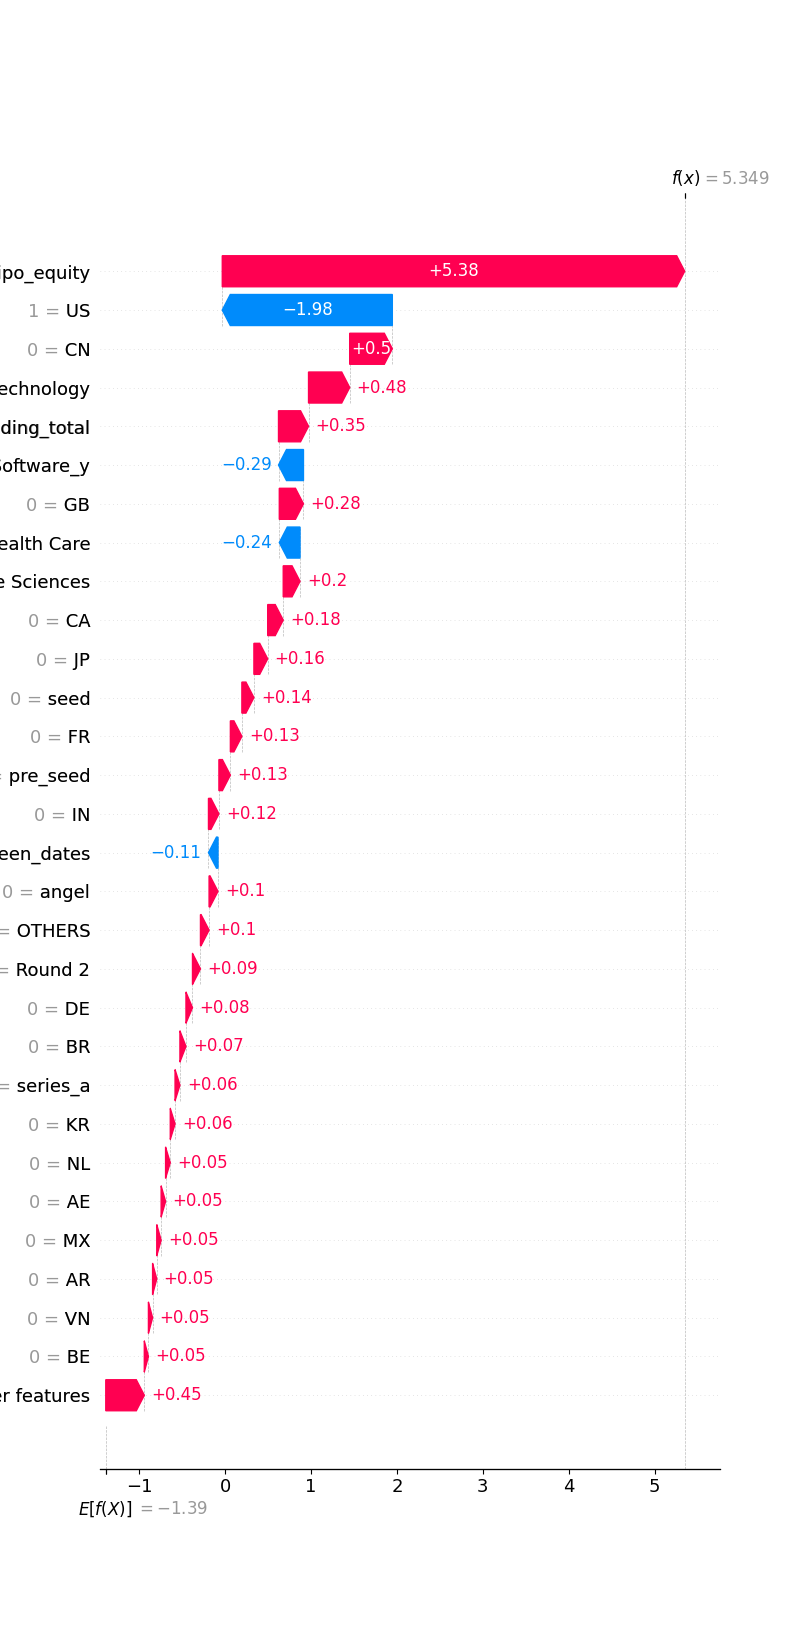 f(x) = 5.349
ipo_equity +5.38
1 = US −1.98
0 = CN +0.5
echnology +0.48
ding_total +0.35
Software_y −0.29
0 = GB +0.28
ealth Care −0.24
e Sciences +0.2
0 = CA +0.18
0 = JP +0.16
0 = seed +0.14
0 = FR +0.13
= pre_seed +0.13
0 = IN +0.12
een_dates −0.11
0 = angel +0.1
= OTHERS +0.1
= Round 2 +0.09
0 = DE +0.08
0 = BR +0.07
= series_a +0.06
0 = KR +0.06
0 = NL +0.05
0 = AE +0.05
0 = MX +0.05
0 = AR +0.05
0 = VN +0.05
0 = BE +0.05
er features +0.45
−1 0 1 2 3 4 5
E[f(X)] = −1.39